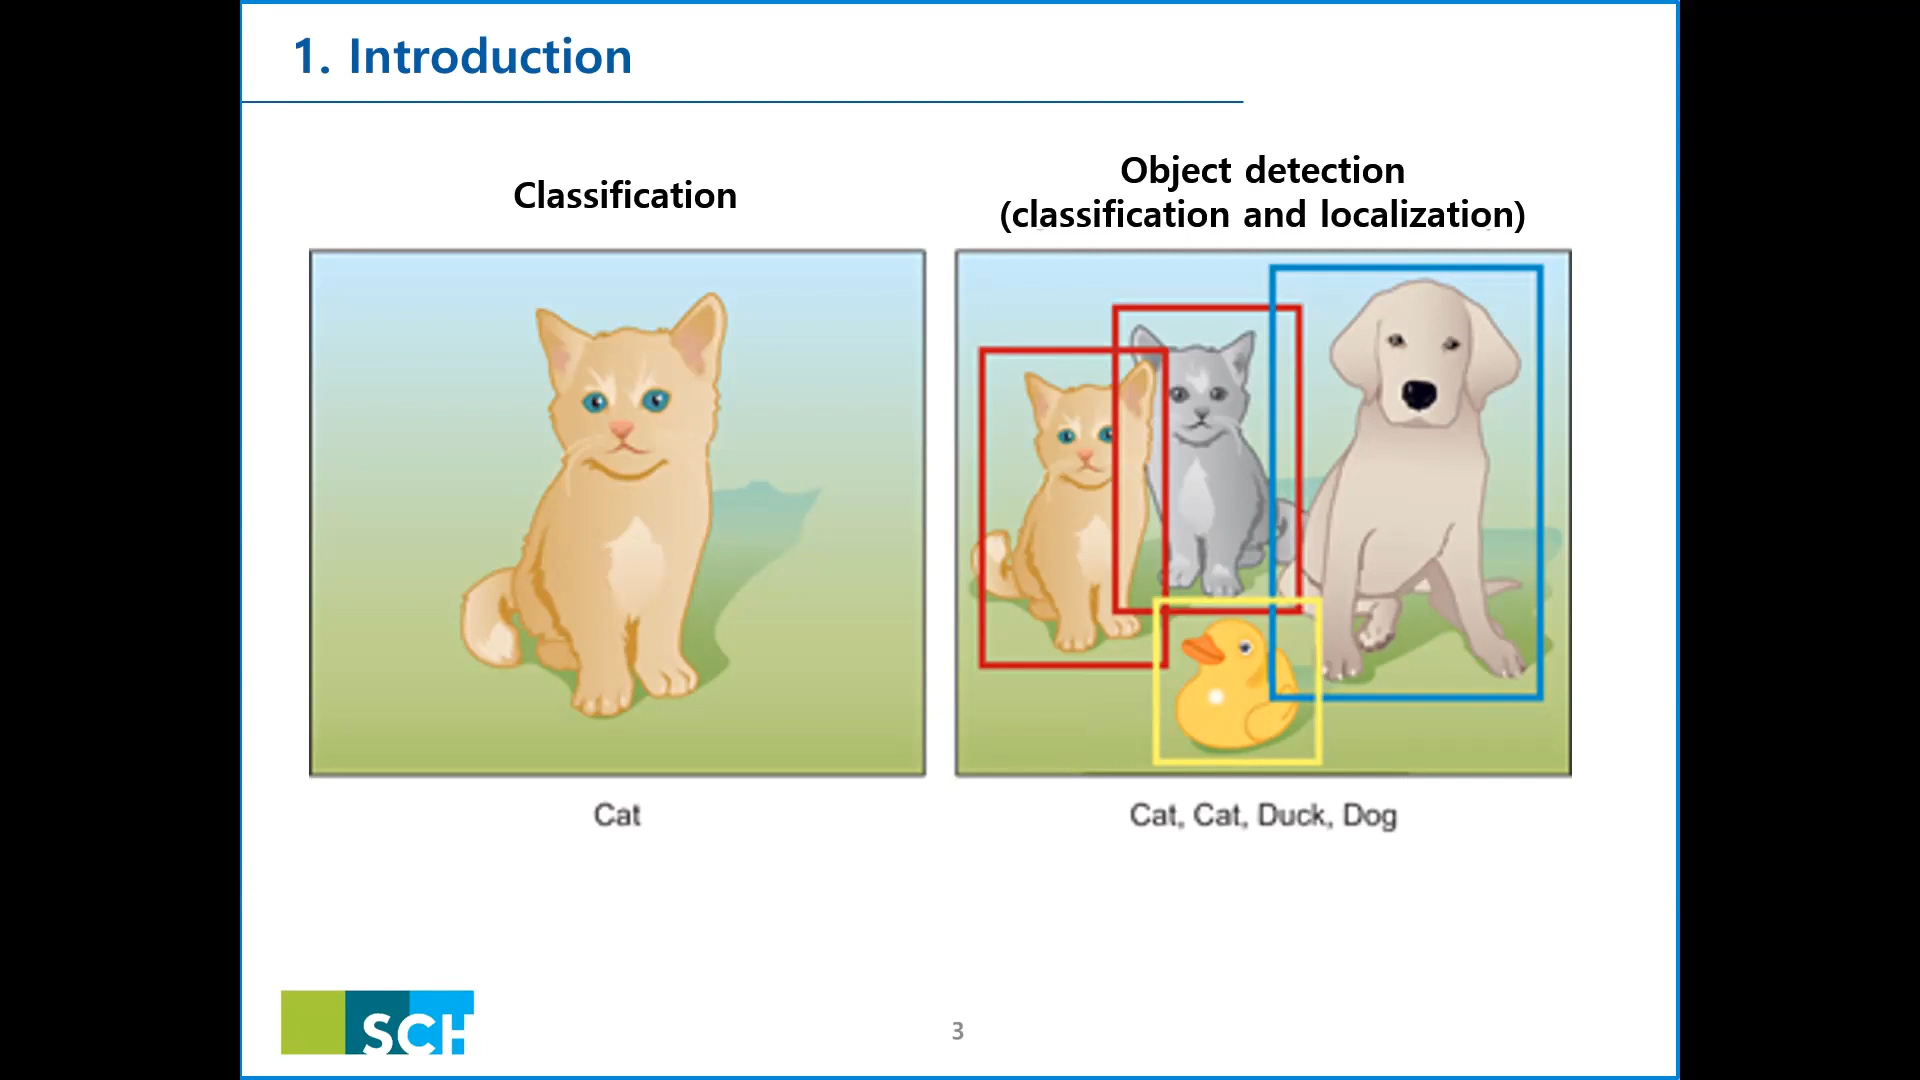 1. Introduction
Classification
Object detection
(classification and localization)
Cat
Cat, Cat, Duck, Dog
SCH
3